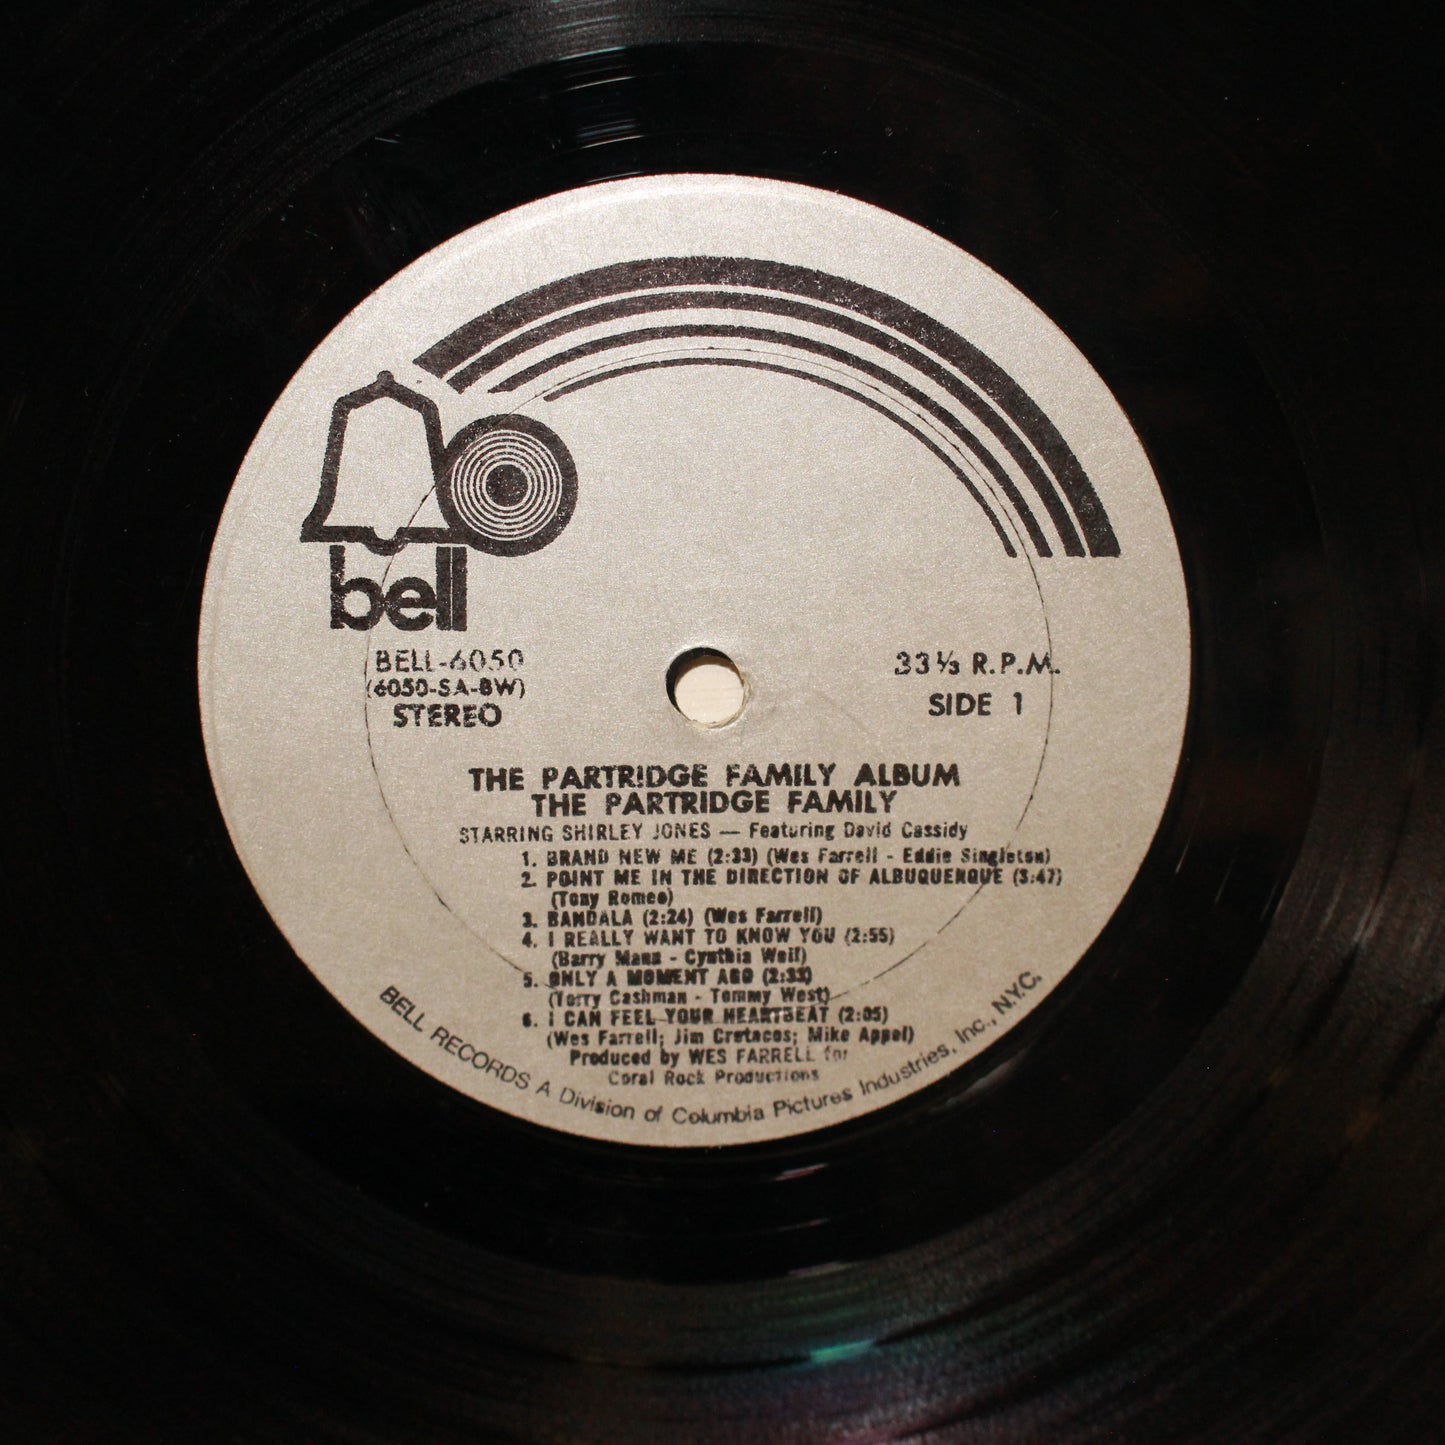 bell
BELL-6050
(6050-SA-BW)
STEREO
33 1/3 R.P.M.
SIDE 1
THE PARTRIDGE FAMILY ALBUM
THE PARTRIDGE FAMILY
STARRING SHIRLEY JONES — Featuring David Cassidy
1. BRAND NEW ME (2:33) (Wes Farrell - Eddie Singleton)
2. POINT ME IN THE DIRECTION OF ALBUQUERQUE (3:47)
(Tony Romeo)
3. BANDALA (2:24) (Wes Farrell)
4. I REALLY WANT TO KNOW YOU (2:55)
(Barry Mann - Cynthia Weil)
5. ONLY A MOMENT AGO (2:33)
(Terry Cashman - Tommy West)
6. I CAN FEEL YOUR HEARTBEAT (2:05)
(Wes Farrell; Jim Cretacos; Mike Appel)
Produced by WES FARRELL for
Coral Rock Productions
BELL RECORDS A Division of Columbia Pictures Industries, Inc., N.Y.C.